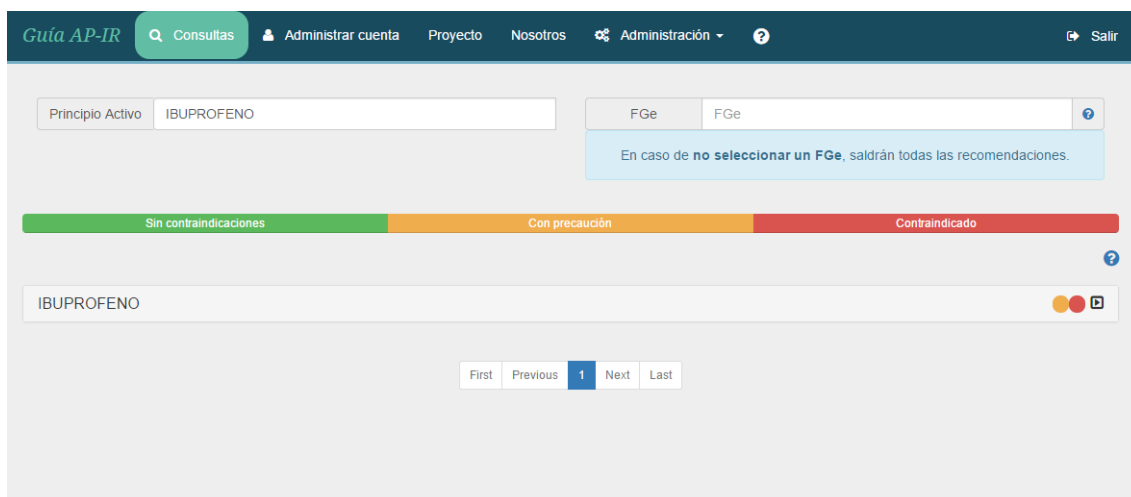 Guía AP-IR Consultas Administrar cuenta Proyecto Nosotros Administración Salir
Principio Activo IBUPROFENO FGe FGe
En caso de no seleccionar un FGe, saldrán todas las recomendaciones.
Sin contraindicaciones Con precaución Contraindicado
IBUPROFENO
First Previous 1 Next Last